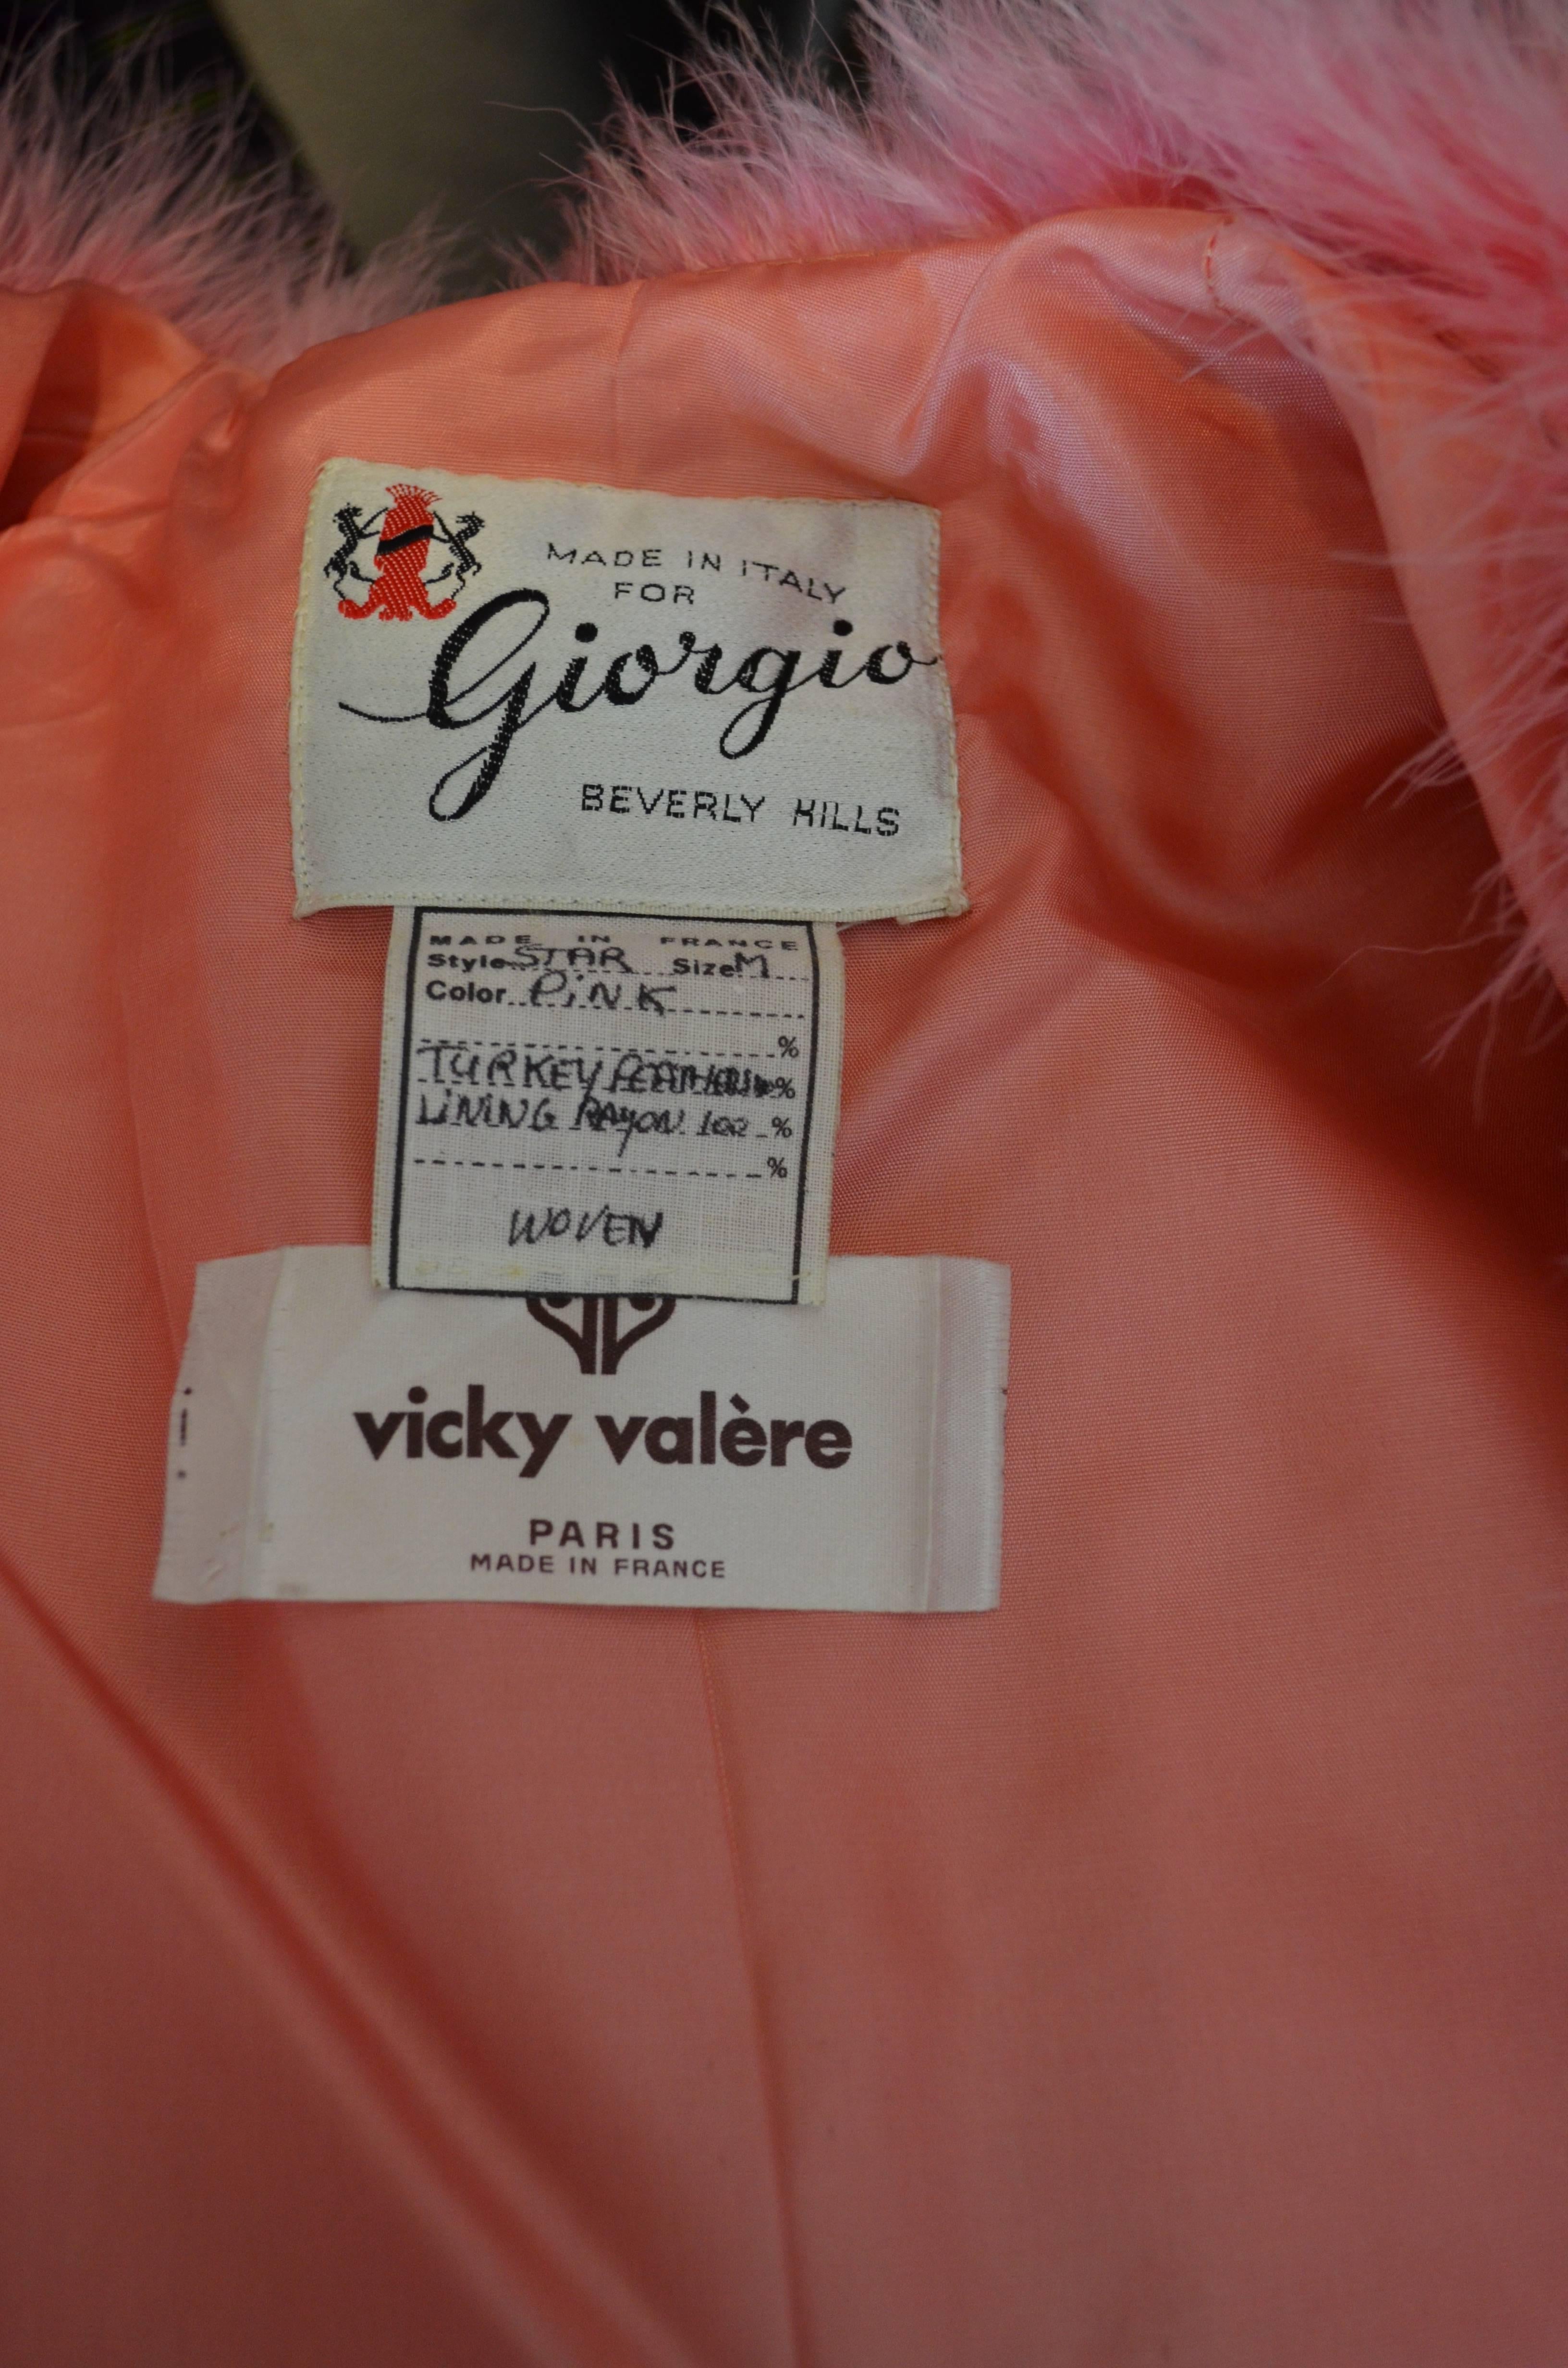 MADE IN ITALY
FOR
Giorgio
BEVERLY HILLS
MADE IN FRANCE
Style STAR Size M
Color PiNK
%
TURKEY FEATHERS %
LiNiNG RAYON 100 %
%
WOVEN
vicky valère
PARIS
MADE IN FRANCE